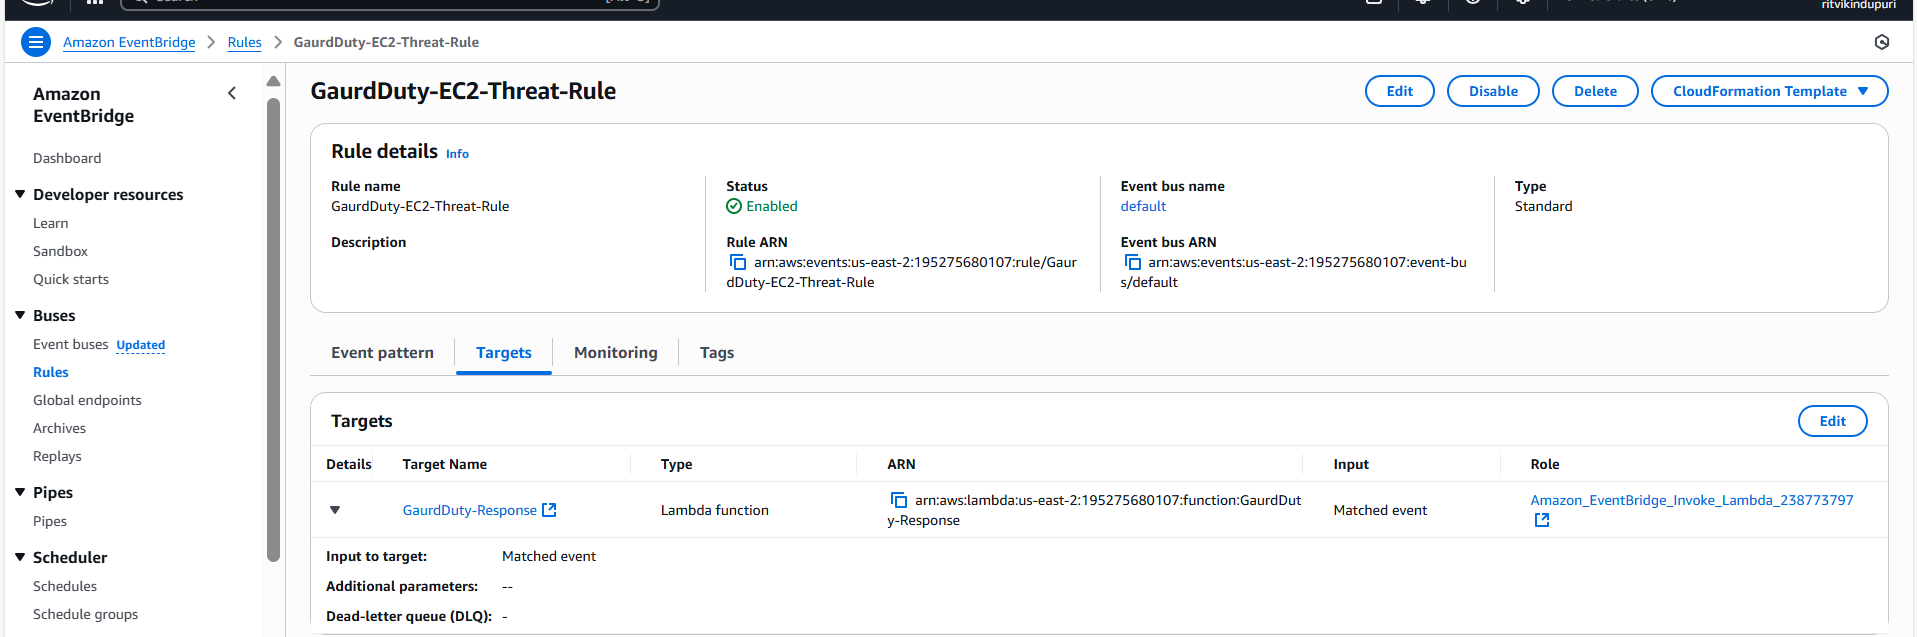 ritvikindupuri
Amazon EventBridge
Rules
GaurdDuty-EC2-Threat-Rule
Amazon
EventBridge
Dashboard
Developer resources
Learn
Sandbox
Quick starts
Buses
Event buses Updated
Rules
Global endpoints
Archives
Replays
Pipes
Pipes
Scheduler
Schedules
Schedule groups
GaurdDuty-EC2-Threat-Rule
Edit
Disable
Delete
CloudFormation Template
Rule details Info
Rule name
GaurdDuty-EC2-Threat-Rule
Description
Status
Enabled
Rule ARN
arn:aws:events:us-east-2:195275680107:rule/Gaur
dDuty-EC2-Threat-Rule
Event bus name
default
Event bus ARN
arn:aws:events:us-east-2:195275680107:event-bu
s/default
Type
Standard
Event pattern
Targets
Monitoring
Tags
Targets
Edit
Details
Target Name
Type
ARN
Input
Role
GaurdDuty-Response
Lambda function
arn:aws:lambda:us-east-2:195275680107:function:GaurdDut
y-Response
Matched event
Amazon_EventBridge_Invoke_Lambda_238773797
Input to target: Matched event
Additional parameters: --
Dead-letter queue (DLQ): -